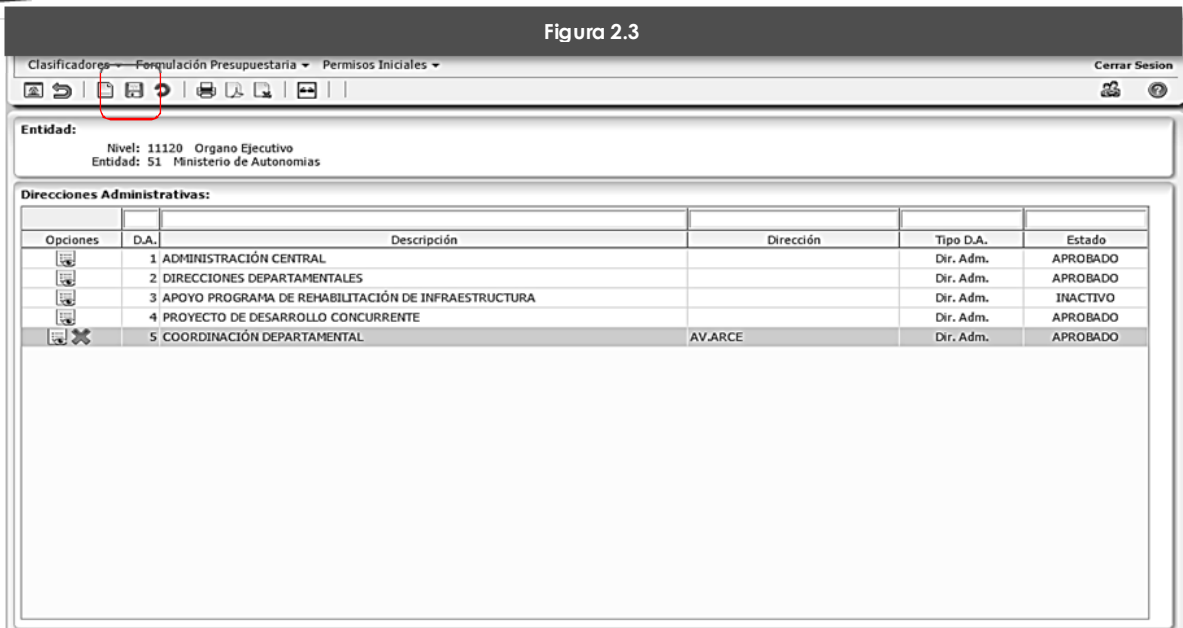 Figura 2.3
Clasificadores Formulación Presupuestaria Permisos Iniciales Cerrar Sesion
Entidad:
Nivel: 11120 Organo Ejecutivo
Entidad: 51 Ministerio de Autonomias
Direcciones Administrativas:
Opciones D.A. Descripción Dirección Tipo D.A. Estado
1 ADMINISTRACIÓN CENTRAL Dir. Adm. APROBADO
2 DIRECCIONES DEPARTAMENTALES Dir. Adm. APROBADO
3 APOYO PROGRAMA DE REHABILITACIÓN DE INFRAESTRUCTURA Dir. Adm. INACTIVO
4 PROYECTO DE DESARROLLO CONCURRENTE Dir. Adm. APROBADO
5 COORDINACIÓN DEPARTAMENTAL AV.ARCE Dir. Adm. APROBADO